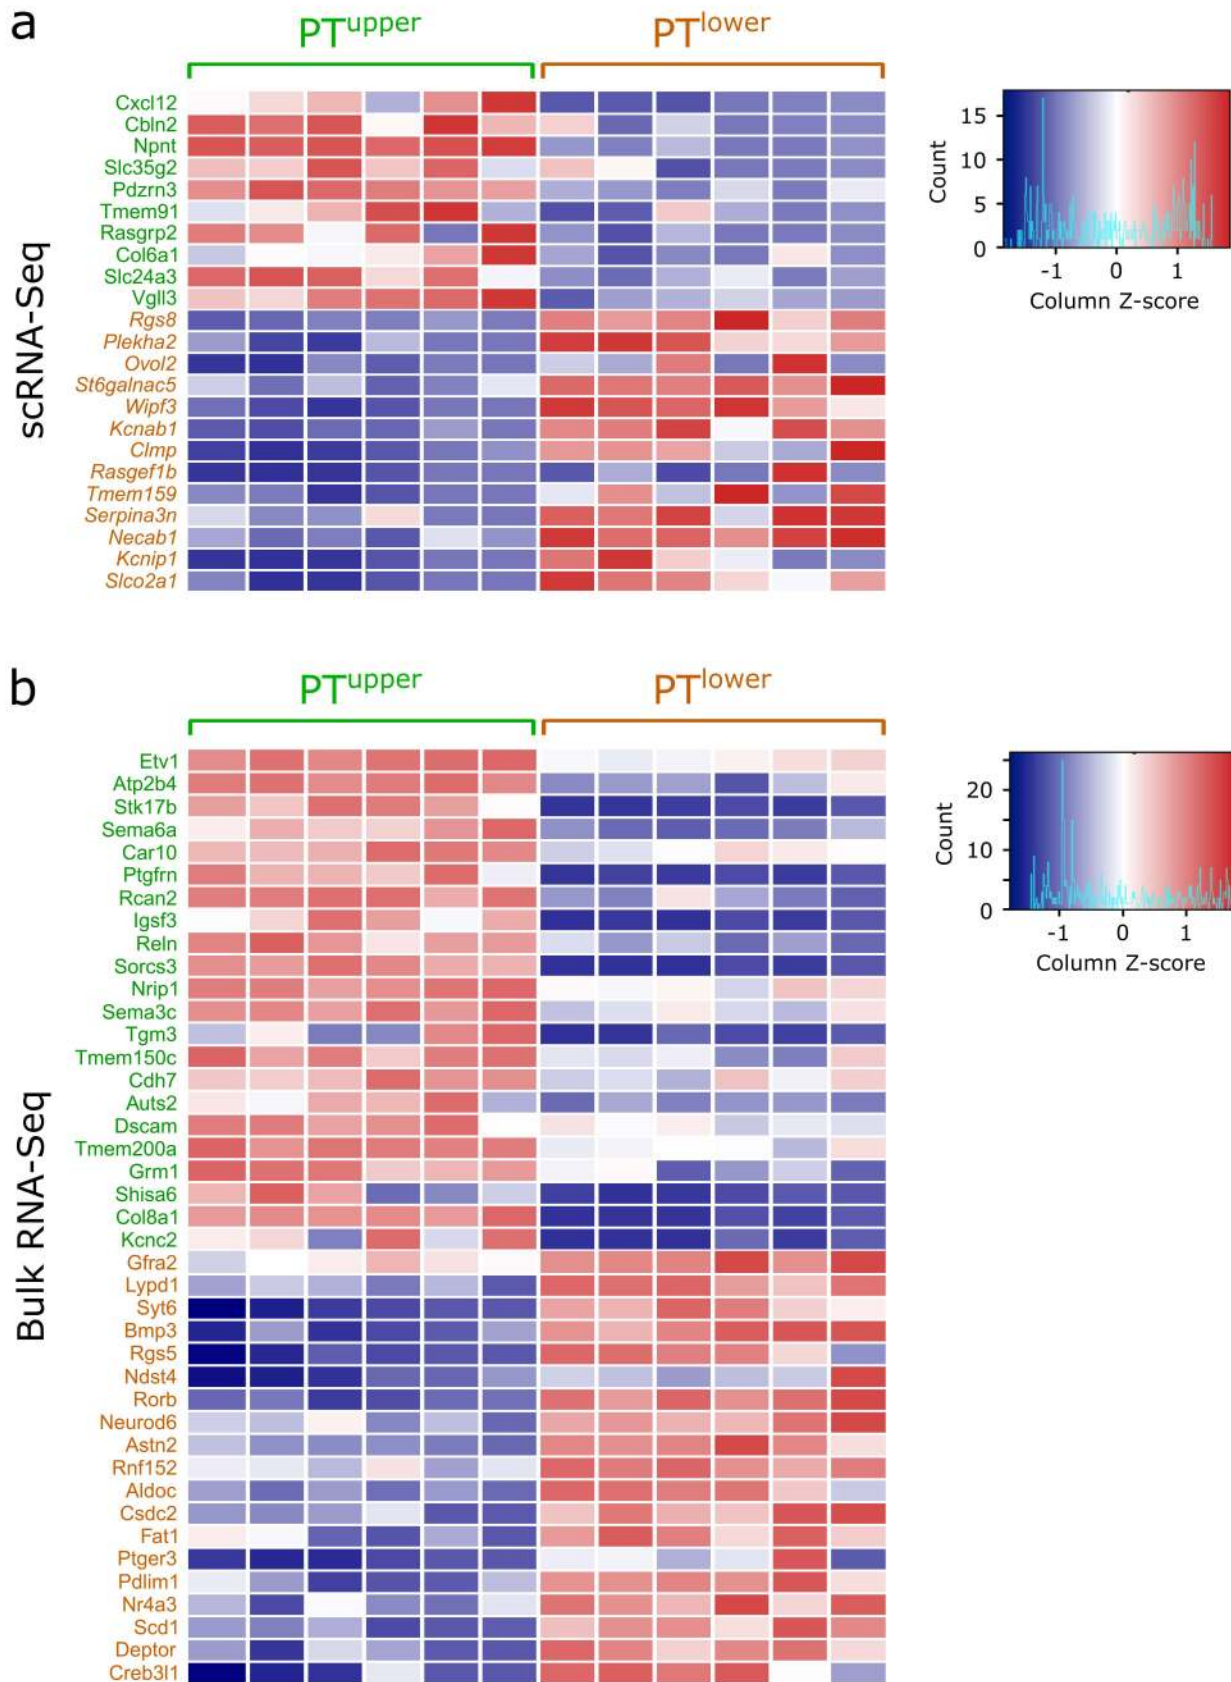 a
PTupper
PTlower
scRNA-Seq
Cxcl12
Cbln2
Npnt
Slc35g2
Pdzrn3
Tmem91
Rasgrp2
Col6a1
Slc24a3
Vgll3
Rgs8
Plekha2
Ovol2
St6galnac5
Wipf3
Kcnab1
Clmp
Rasgef1b
Tmem159
Serpina3n
Necab1
Kcnip1
Slco2a1
Count
15
10
5
0
-1 0 1
Column Z-score
b
PTupper
PTlower
Bulk RNA-Seq
Etv1
Atp2b4
Stk17b
Sema6a
Car10
Ptgfrn
Rcan2
Igsf3
Reln
Sorcs3
Nrip1
Sema3c
Tgm3
Tmem150c
Cdh7
Auts2
Dscam
Tmem200a
Grm1
Shisa6
Col8a1
Kcnc2
Gfra2
Lypd1
Syt6
Bmp3
Rgs5
Ndst4
Rorb
Neurod6
Astn2
Rnf152
Aldoc
Csdc2
Fat1
Ptger3
Pdlim1
Nr4a3
Scd1
Deptor
Creb3l1
Count
20
10
0
-1 0 1
Column Z-score